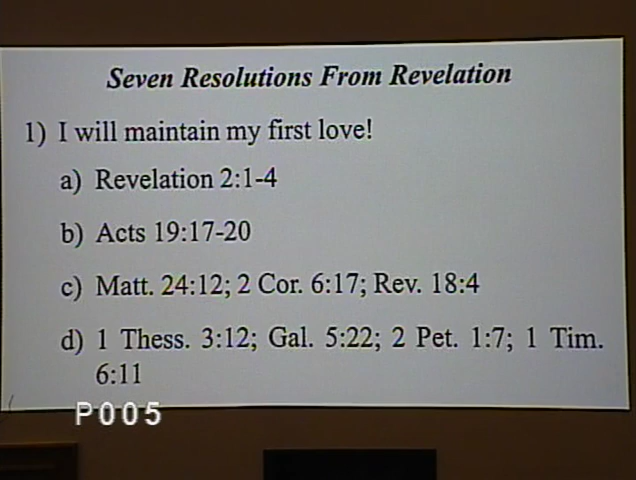 Seven Resolutions From Revelation
1) I will maintain my first love!
a) Revelation 2:1-4
b) Acts 19:17-20
c) Matt. 24:12; 2 Cor. 6:17; Rev. 18:4
d) 1 Thess. 3:12; Gal. 5:22; 2 Pet. 1:7; 1 Tim.
6:11
P005